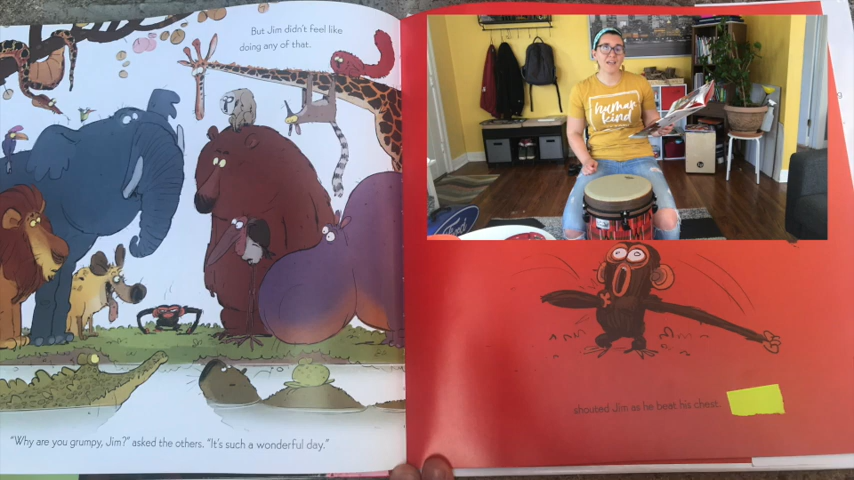 But Jim didn't feel like
doing any of that.
"Why are you grumpy, Jim?" asked the others. "It's such a wonderful day."
human
kind
shouted Jim as he beat his chest.
Ford